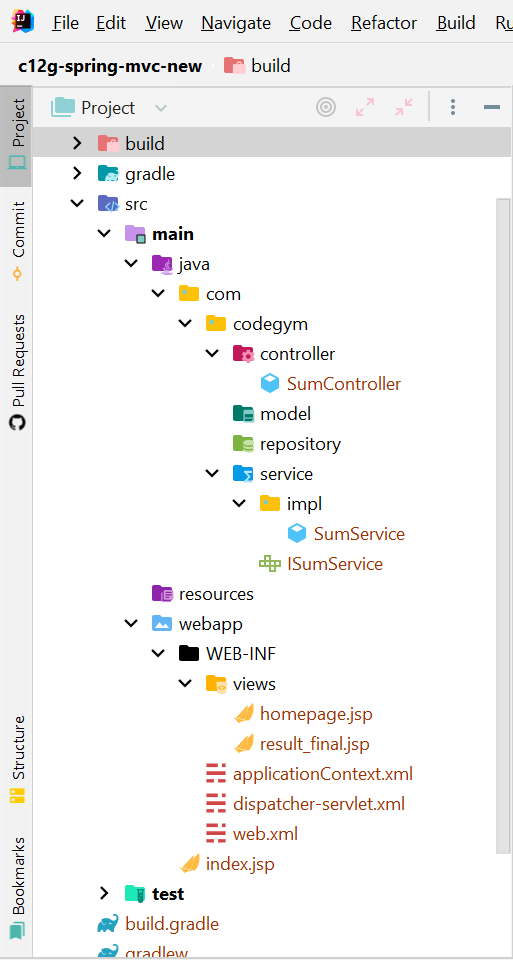 File Edit View Navigate Code Refactor Build Ru
c12g-spring-mvc-new build
Project
Project
build
gradle
src
Commit
main
java
com
Pull Requests
codegym
controller
SumController
model
repository
service
impl
SumService
ISumService
resources
webapp
WEB-INF
views
homepage.jsp
Structure
result_final.jsp
applicationContext.xml
dispatcher-servlet.xml
web.xml
Bookmarks
index.jsp
test
build.gradle
gradlew